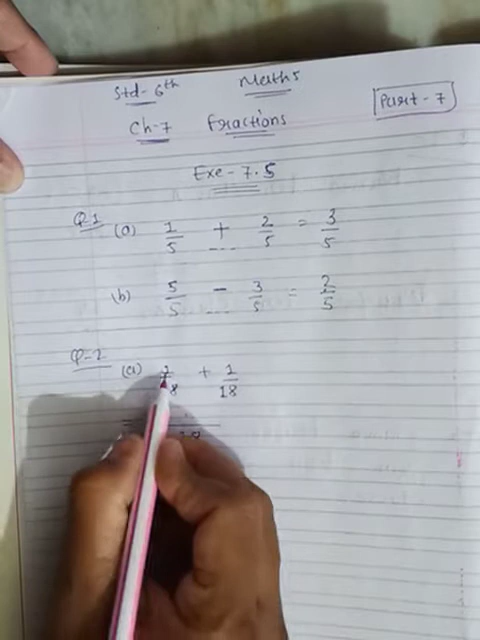 Std-6th Maths Part-7
Ch-7 Fractions
Exe-7.5
Q.1 (a) 1/5 + 2/5 = 3/5
(b) 5/5 - 3/5 = 2/5
Q-2 (a) + 1/18